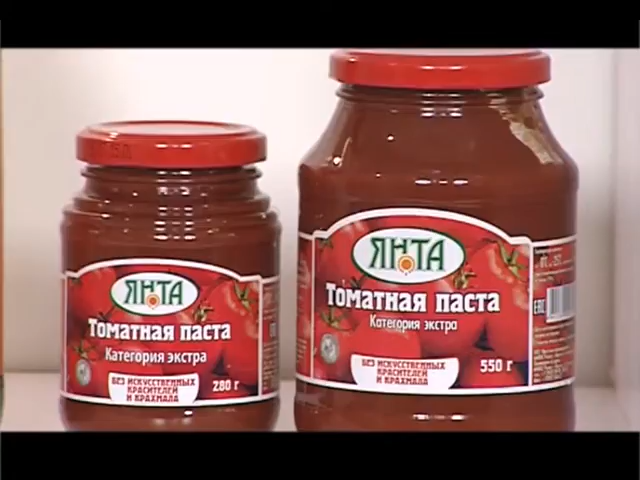 ЯНТА
Томатная паста
Категория экстра
БЕЗ ИСКУССТВЕННЫХ
КРАСИТЕЛЕЙ
И КРАХМАЛА
280 г
ЯНТА
Томатная паста
Категория экстра
БЕЗ ИСКУССТВЕННЫХ
КРАСИТЕЛЕЙ
И КРАХМАЛА
550 г
ЕАС